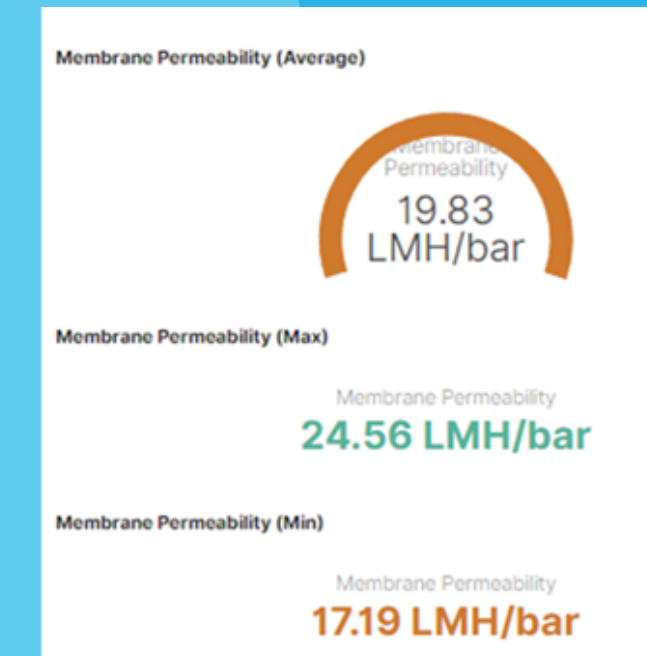 Membrane Permeability (Average)
Membrane
Permeability
19.83
LMH/bar
Membrane Permeability (Max)
Membrane Permeability
24.56 LMH/bar
Membrane Permeability (Min)
Membrane Permeability
17.19 LMH/bar